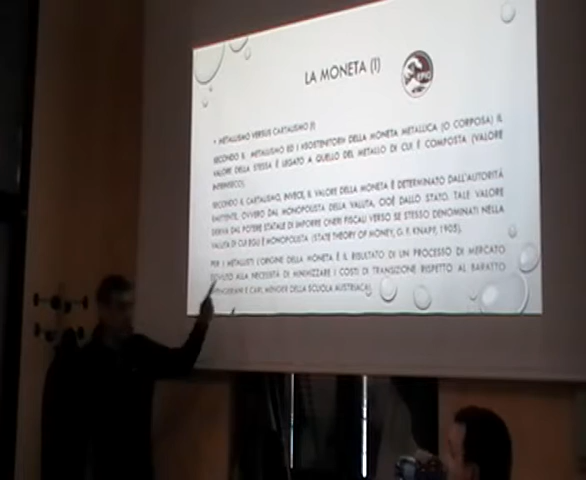 LA MONETA (I)
EPIC
• METALLISMO VERSUS CARTALISMO (I)
SECONDO IL METALLISMO ED I «SOSTENITORI» DELLA MONETA METALLICA (O CORPOSA) IL
VALORE DELLA STESSA È LEGATO A QUELLO DEL METALLO DI CUI È COMPOSTA (VALORE
INTRINSECO).
SECONDO IL CARTALISMO, INVECE, IL VALORE DELLA MONETA È DETERMINATO DALL'AUTORITÀ
EMITTENTE, OVVERO DAL MONOPOLISTA DELLA VALUTA, CIOÈ DALLO STATO. TALE VALORE
DERIVA DAL POTERE STATALE DI IMPORRE ONERI FISCALI VERSO SE STESSO DENOMINATI NELLA
VALUTA DI CUI EGLI È MONOPOLISTA (STATE THEORY OF MONEY, G. F. KNAPP, 1905).
PER I METALLISTI L'ORIGINE DELLA MONETA È IL RISULTATO DI UN PROCESSO DI MERCATO
DOVUTO ALLA NECESSITÀ DI MINIMIZZARE I COSTI DI TRANSIZIONE RISPETTO AL BARATTO
(MENGERIANI E CARL MENGER DELLA SCUOLA AUSTRIACA).